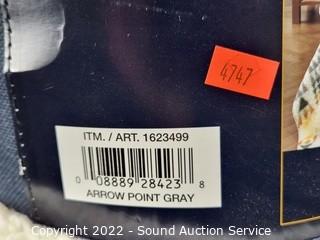 4747
ITM. / ART. 1623499
0 08889 28423 8
ARROW POINT GRAY
Copyright 2022 - Sound Auction Service